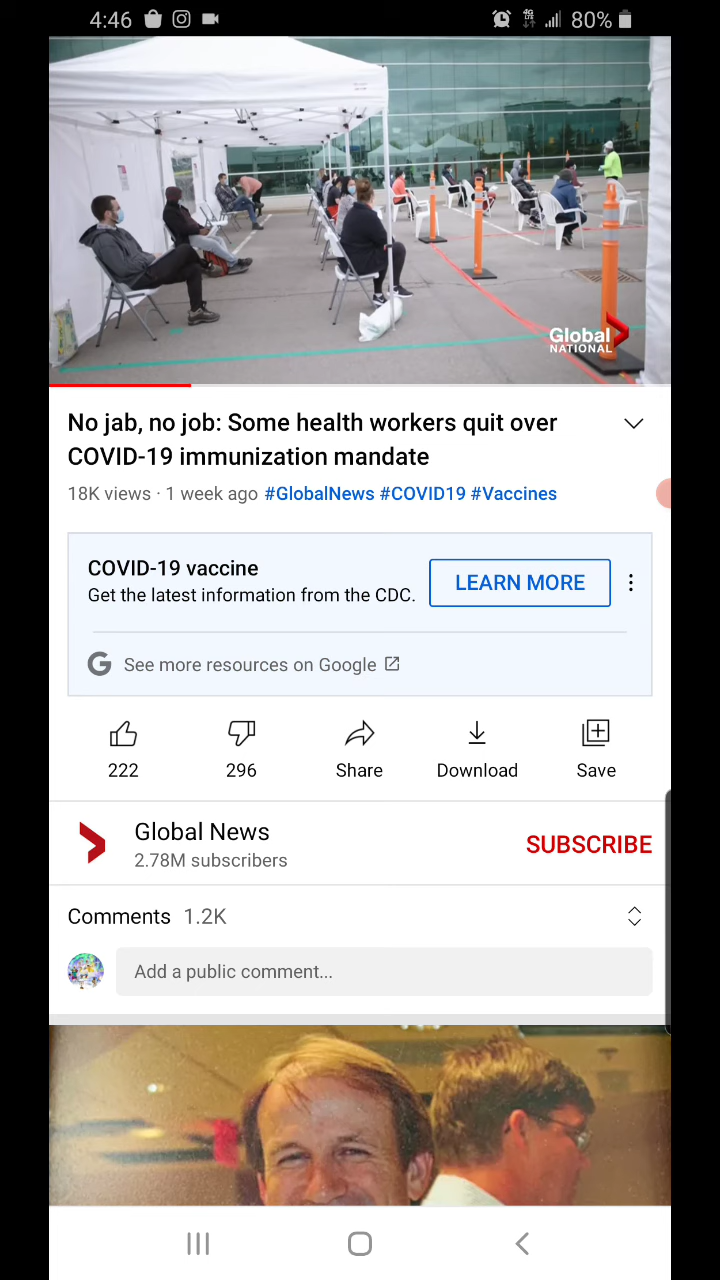 4:46
4G
LTE
80%
Global
NATIONAL
No jab, no job: Some health workers quit over
COVID-19 immunization mandate
18K views · 1 week ago #GlobalNews #COVID19 #Vaccines
COVID-19 vaccine
Get the latest information from the CDC.
LEARN MORE
G See more resources on Google
222
296
Share
Download
Save
Global News
2.78M subscribers
SUBSCRIBE
Comments 1.2K
Add a public comment...